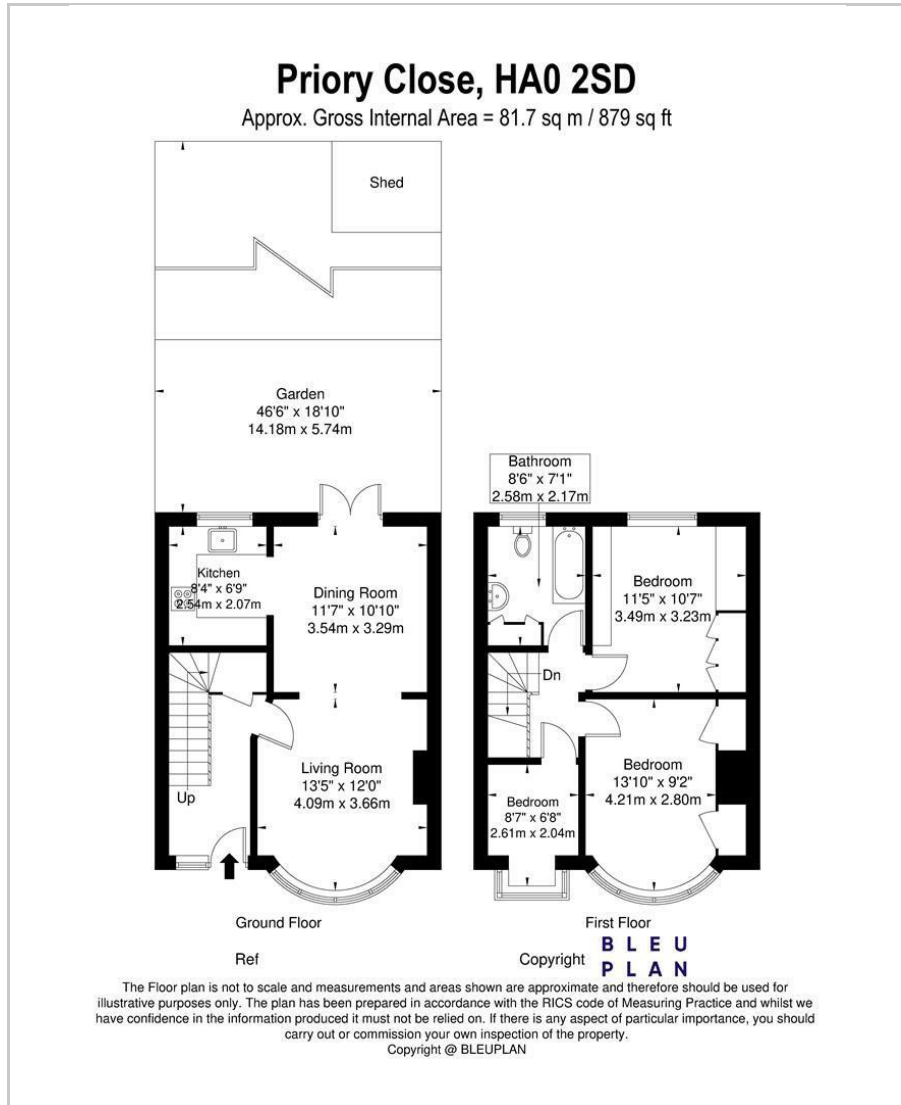 Priory Close, HA0 2SD
Approx. Gross Internal Area = 81.7 sq m / 879 sq ft
Shed
Garden
46'6" x 18'10"
14.18m x 5.74m
Bathroom
8'6" x 7'1"
2.58m x 2.17m
Kitchen
8'4" x 6'9"
2.54m x 2.07m
Dining Room
11'7" x 10'10"
3.54m x 3.29m
Bedroom
11'5" x 10'7"
3.49m x 3.23m
Dn
Living Room
13'5" x 12'0"
4.09m x 3.66m
Up
Bedroom
8'7" x 6'8"
2.61m x 2.04m
Bedroom
13'10" x 9'2"
4.21m x 2.80m
Ground Floor
First Floor
Ref
Copyright
BLEU
PLAN
The Floor plan is not to scale and measurements and areas shown are approximate and therefore should be used for
illustrative purposes only. The plan has been prepared in accordance with the RICS code of Measuring Practice and whilst we
have confidence in the information produced it must not be relied on. If there is any aspect of particular importance, you should
carry out or commission your own inspection of the property.
Copyright @ BLEUPLAN